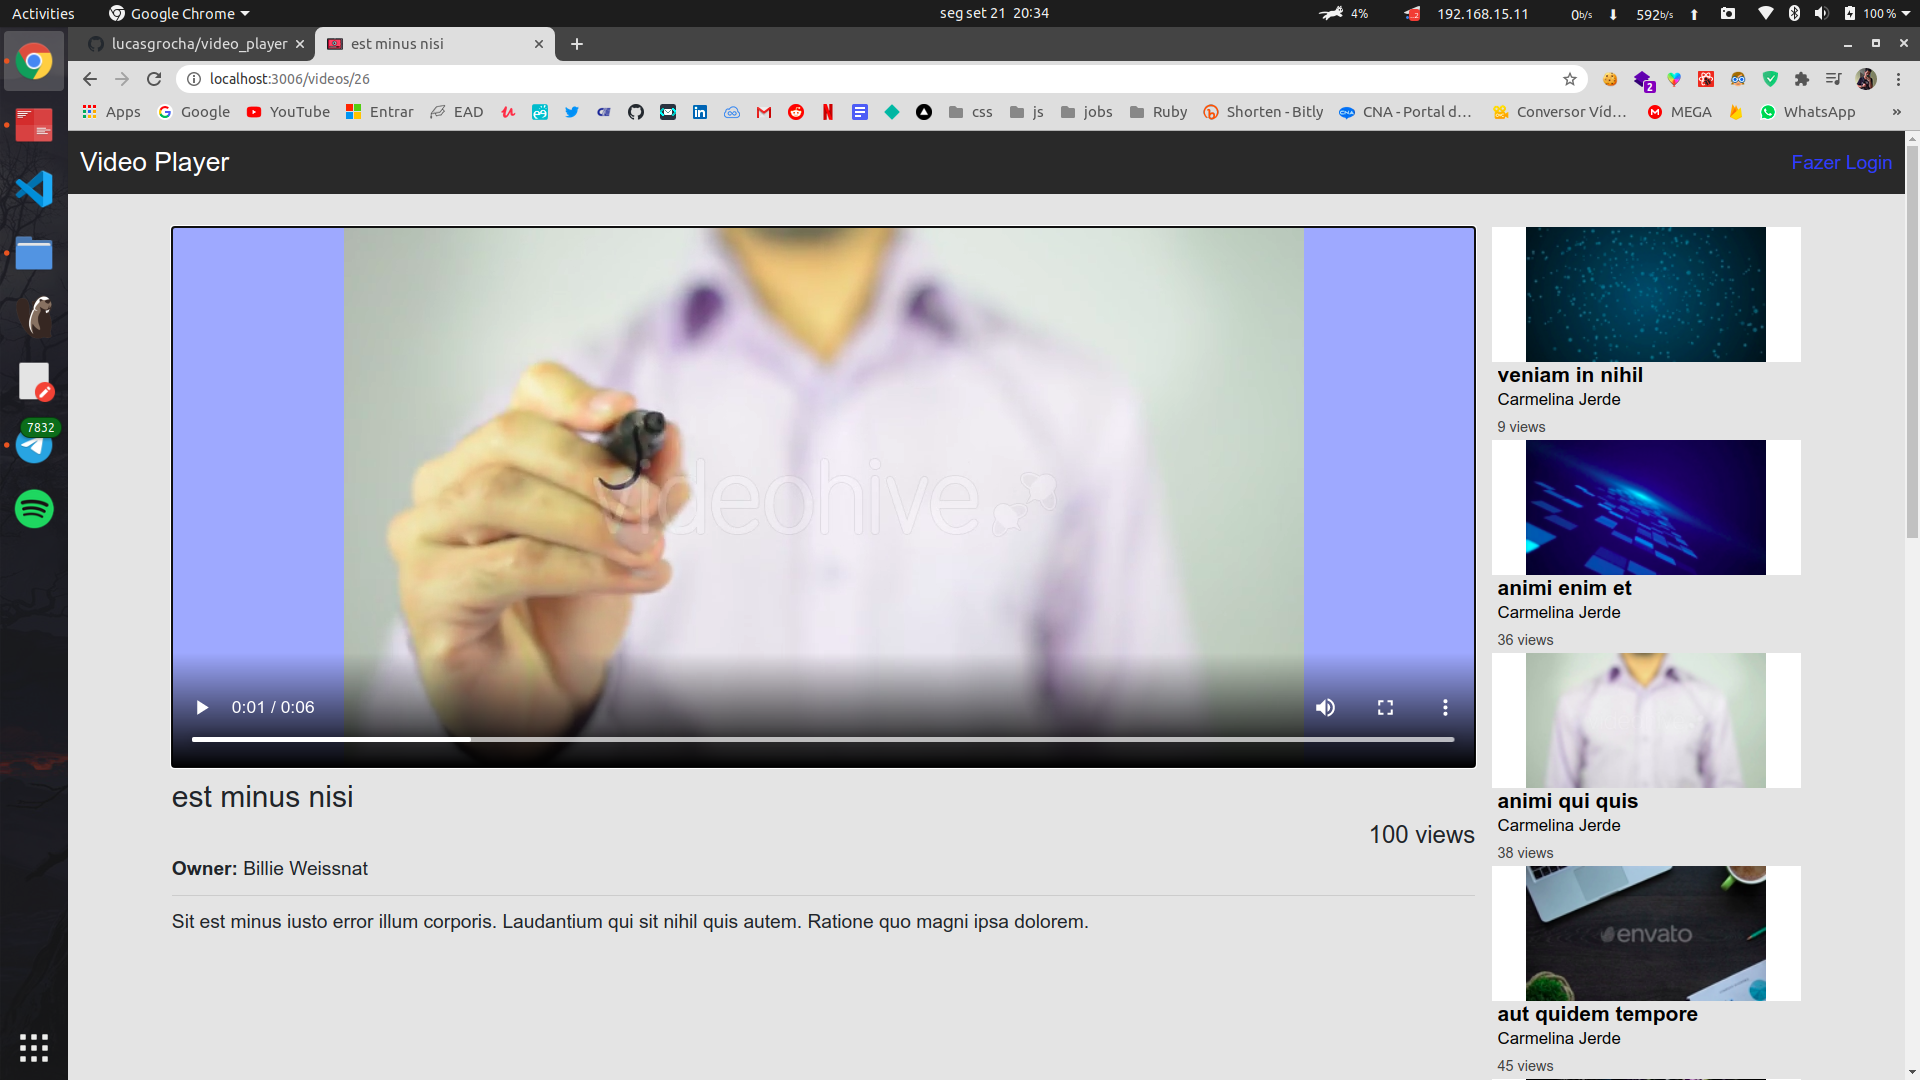 Activities
Google Chrome
seg set 21 20:34
4%
192.168.15.11
0b/s
592b/s
100 %
lucasgrocha/video_player
est minus nisi
localhost:3006/videos/26
2
Apps
Google
YouTube
Entrar
EAD
css
js
jobs
Ruby
Shorten - Bitly
CNA - Portal d…
Conversor Víd…
MEGA
WhatsApp
»
Video Player
Fazer Login
7832
videohive
0:01 / 0:06
est minus nisi
100 views
Owner: Billie Weissnat
Sit est minus iusto error illum corporis. Laudantium qui sit nihil quis autem. Ratione quo magni ipsa dolorem.
veniam in nihil
Carmelina Jerde
9 views
animi enim et
Carmelina Jerde
36 views
animi qui quis
Carmelina Jerde
38 views
envato
aut quidem tempore
Carmelina Jerde
45 views